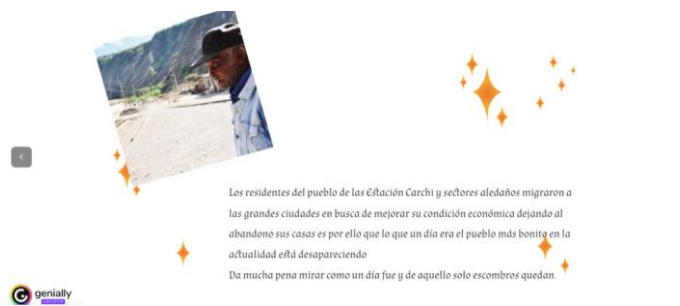 Los residentes del pueblo de las Estación Carchi y sectores aledaños migraron a
las grandes ciudades en busca de mejorar su condición económica dejando al
abandono sus casas es por ello que lo que un día era el pueblo más bonito en la
actualidad está desapareciendo
Da mucha pena mirar como un día fue y de aquello solo escombros quedan.
genially